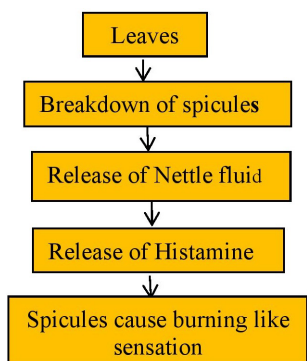 Leaves
Breakdown of spicules
Release of Nettle fluid
Release of Histamine
Spicules cause burning like
sensation